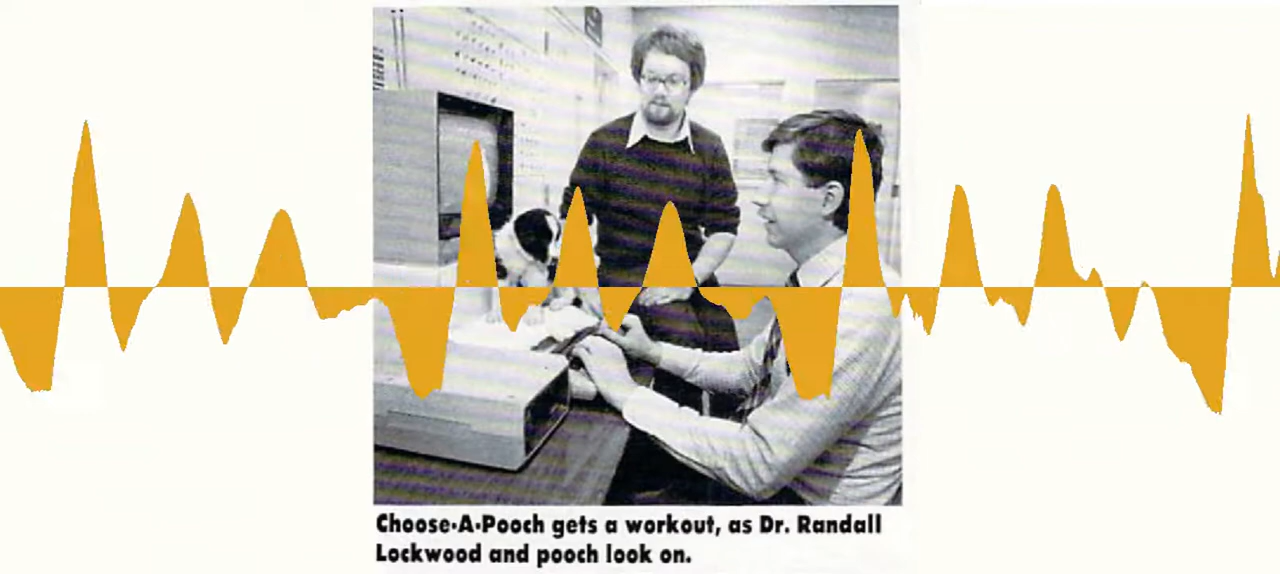 Choose-A-Pooch gets a workout, as Dr. Randall
Lockwood and pooch look on.